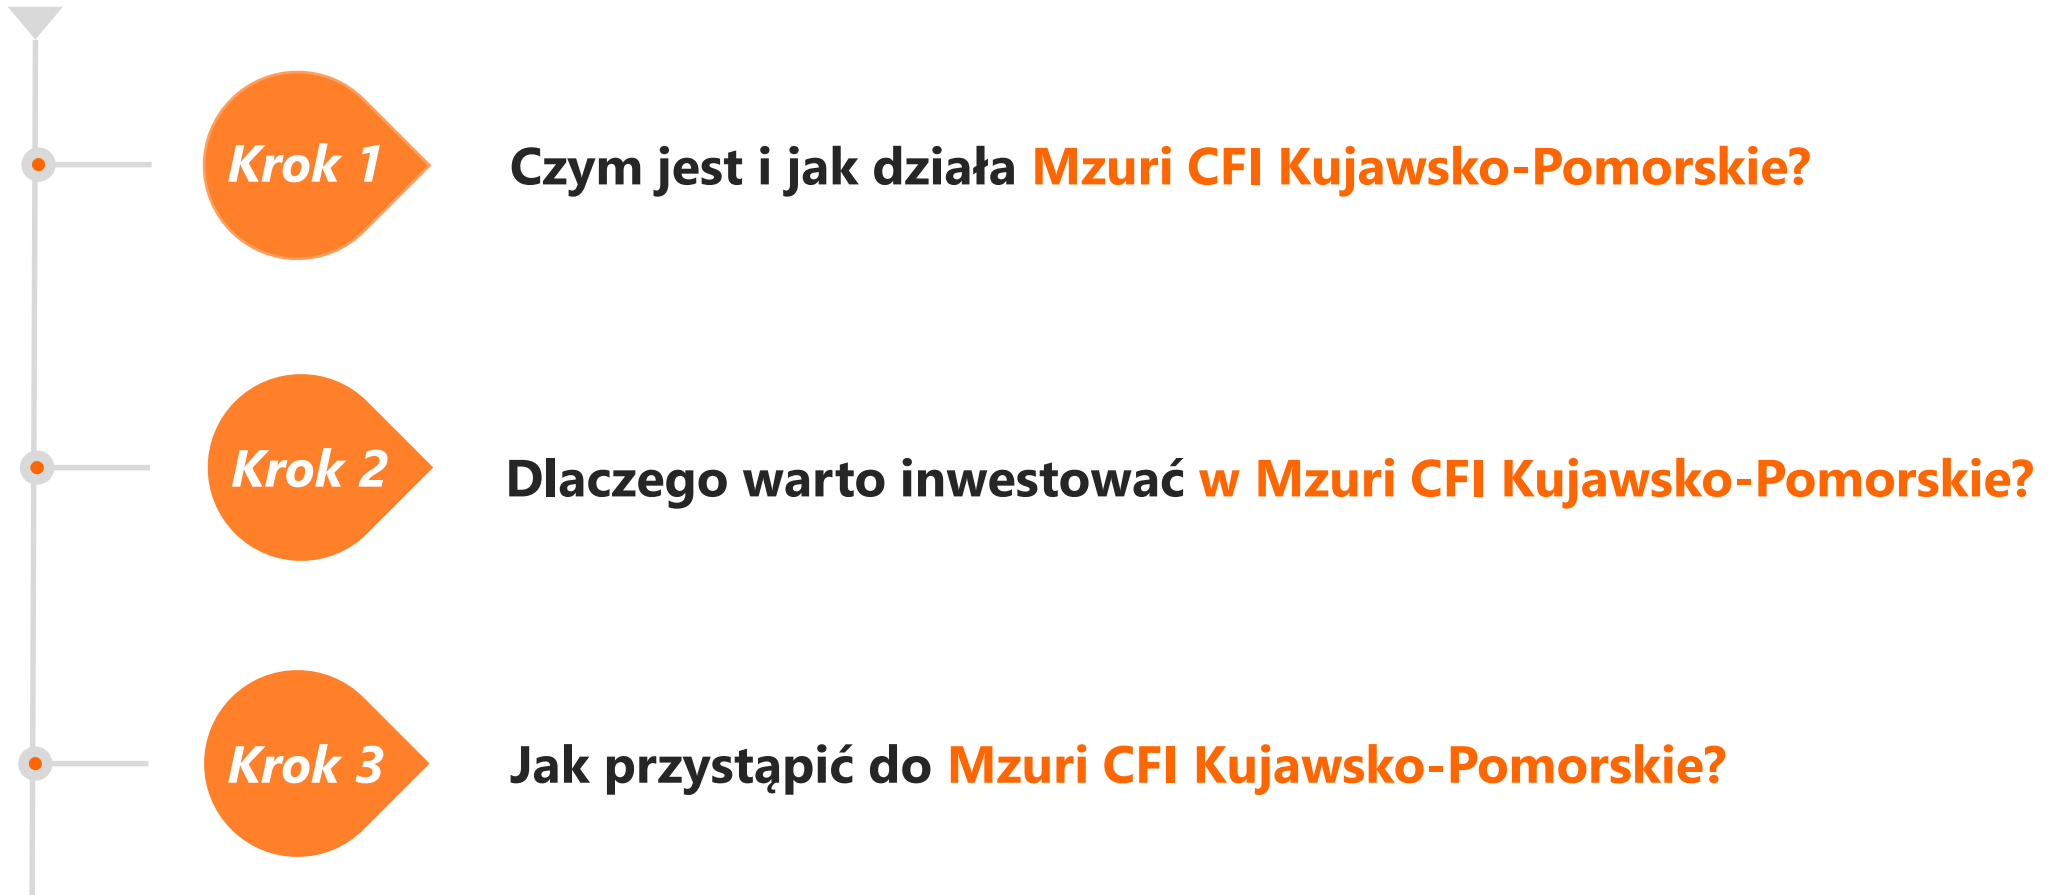 Krok 1
Czym jest i jak działa Mzuri CFI Kujawsko-Pomorskie?
Krok 2
Dlaczego warto inwestować w Mzuri CFI Kujawsko-Pomorskie?
Krok 3
Jak przystąpić do Mzuri CFI Kujawsko-Pomorskie?